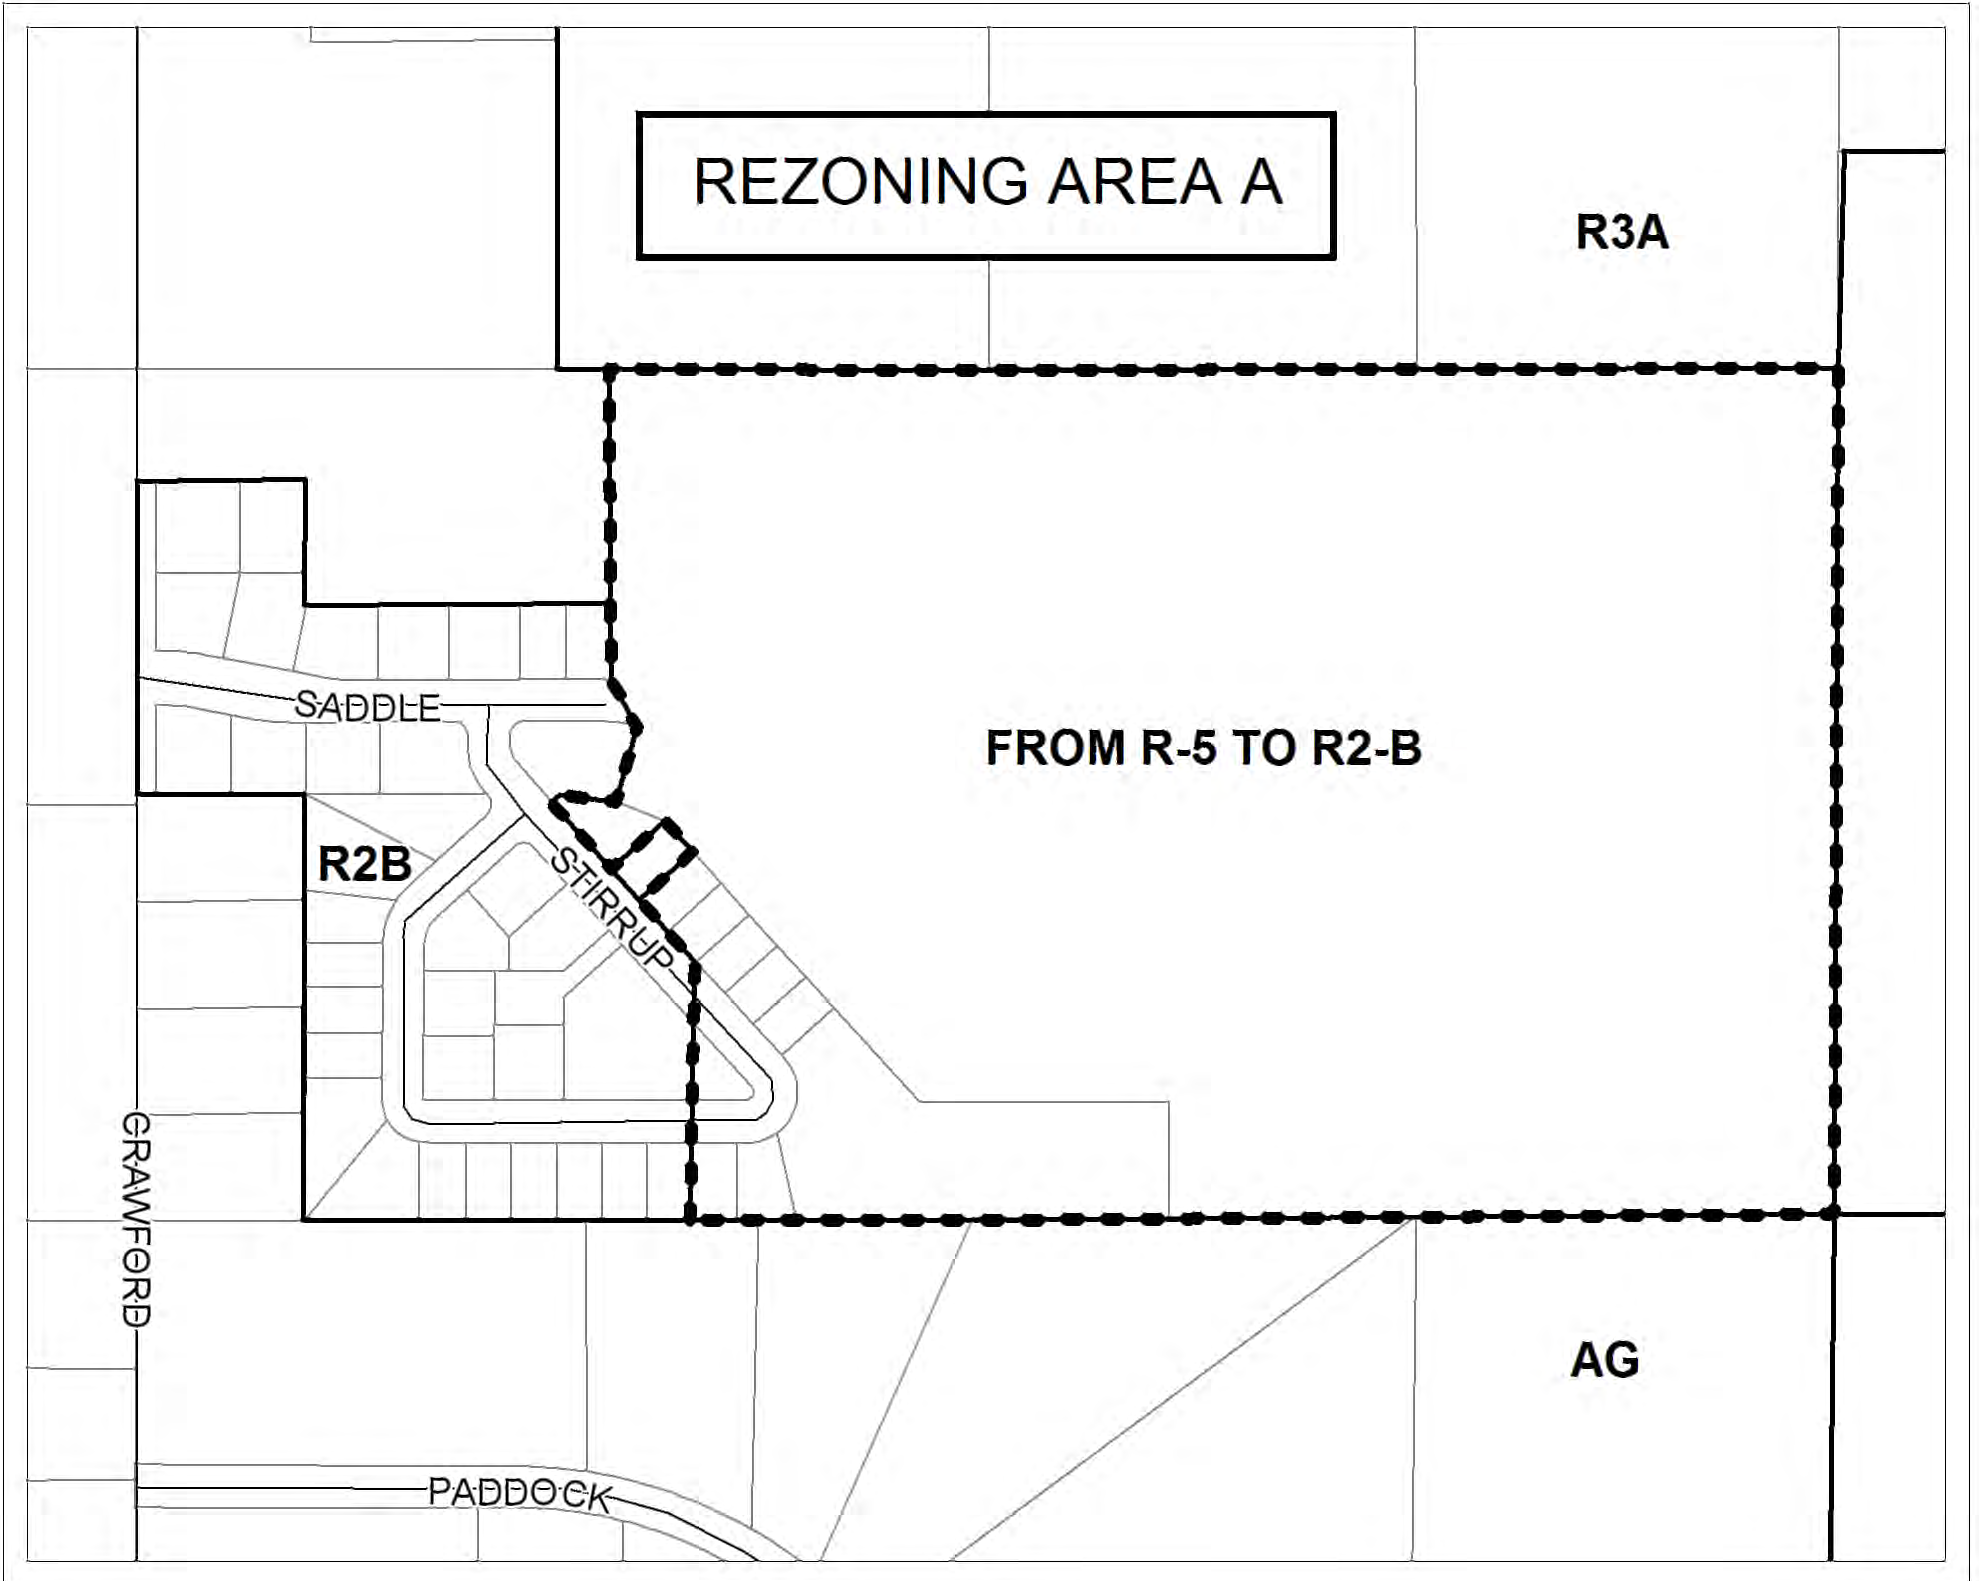 REZONING AREA A
R3A
SADDLE
FROM R-5 TO R2-B
R2B
STIRRUP
CRAWFORD
AG
PADDOCK